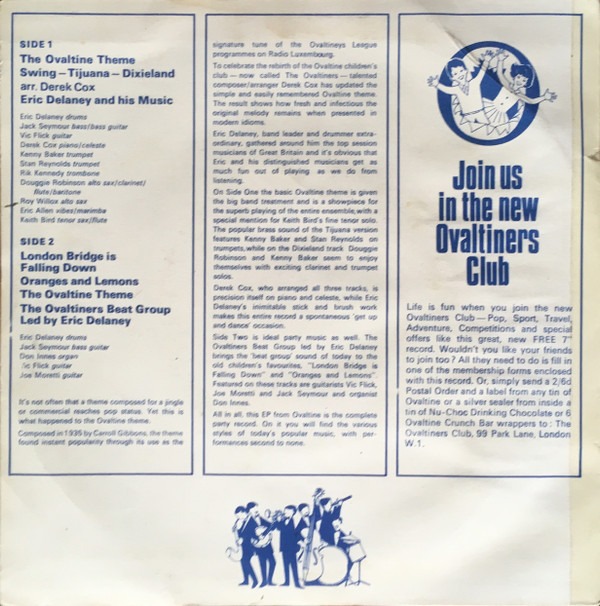 SIDE 1
The Ovaltine Theme
Swing – Tijuana – Dixieland
arr. Derek Cox
Eric Delaney and his Music
Eric Delaney drums
Jack Seymour bass/bass guitar
Vic Flick guitar
Derek Cox piano/celeste
Kenny Baker trumpet
Stan Reynolds trumpet
Rik Kennedy trombone
Douggie Robinson alto sax/clarinet/
flute/baritone
Roy Willox alto sax
Eric Allen vibes/marimba
Keith Bird tenor sax/flute
SIDE 2
London Bridge is
Falling Down
Oranges and Lemons
The Ovaltine Theme
The Ovaltiners Beat Group
Led by Eric Delaney
Eric Delaney drums
Jack Seymour bass guitar
Don Innes organ
Vic Flick guitar
Joe Moretti guitar
It's not often that a theme composed for a jingle
or commercial reaches pop status. Yet this is
what happened to the Ovaltine theme.
Composed in 1935 by Carroll Gibbons, the theme
found instant popularity through its use as the
signature tune of the Ovaltineys League
programmes on Radio Luxembourg.
To celebrate the rebirth of the Ovaltine children's
club – now called The Ovaltiners – talented
composer/arranger Derek Cox has updated the
simple and easily remembered Ovaltine Theme.
The result shows how fresh and infectious the
original melody remains when presented in
modern idioms.
Eric Delaney, band leader and drummer extra-
ordinary, gathered around him the top session
musicians of Great Britain and it's obvious that
Eric and his distinguished musicians get as
much fun out of playing as we do from
listening.
On Side One the basic Ovaltine theme is given
the big band treatment and is a showpiece for
the superb playing of the entire ensemble, with a
special mention for Keith Bird's fine tenor solo.
The popular brass sound of the Tijuana version
features Kenny Baker and Stan Reynolds on
trumpets, while on the Dixieland track Douggie
Robinson and Kenny Baker seem to enjoy
themselves with exciting clarinet and trumpet
solos.
Derek Cox, who arranged all three tracks, is
precision itself on piano and celeste, while Eric
Delaney's inimitable stick and brush work
makes this entire record a spontaneous 'get up
and dance' occasion.
Side Two is ideal party music as well. The
Ovaltiners Beat Group led by Eric Delaney
brings the 'beat group' sound of today to the
old children's favourites, "London Bridge is
Falling Down" and "Oranges and Lemons".
Featured on these tracks are guitarists Vic Flick,
Joe Moretti and Jack Seymour and organist
Don Innes.
All in all, this EP from Ovaltine is the complete
party record. On it you will find the various
styles of today's popular music, with per-
formances second to none.
Join us
in the new
Ovaltiners
Club
Life is fun when you join the new
Ovaltiners Club – Pop, Sport, Travel,
Adventure, Competitions and special
offers like this great, new FREE 7"
record. Wouldn't you like your friends
to join too? All they need to do is fill in
one of the membership forms enclosed
with this record. Or, simply send a 2/6d
Postal Order and a label from any tin of
Ovaltine or a silver sealer from inside a
tin of Nu-Choc Drinking Chocolate or 6
Ovaltine Crunch Bar wrappers to: The
Ovaltiners Club, 99 Park Lane, London
W.1.